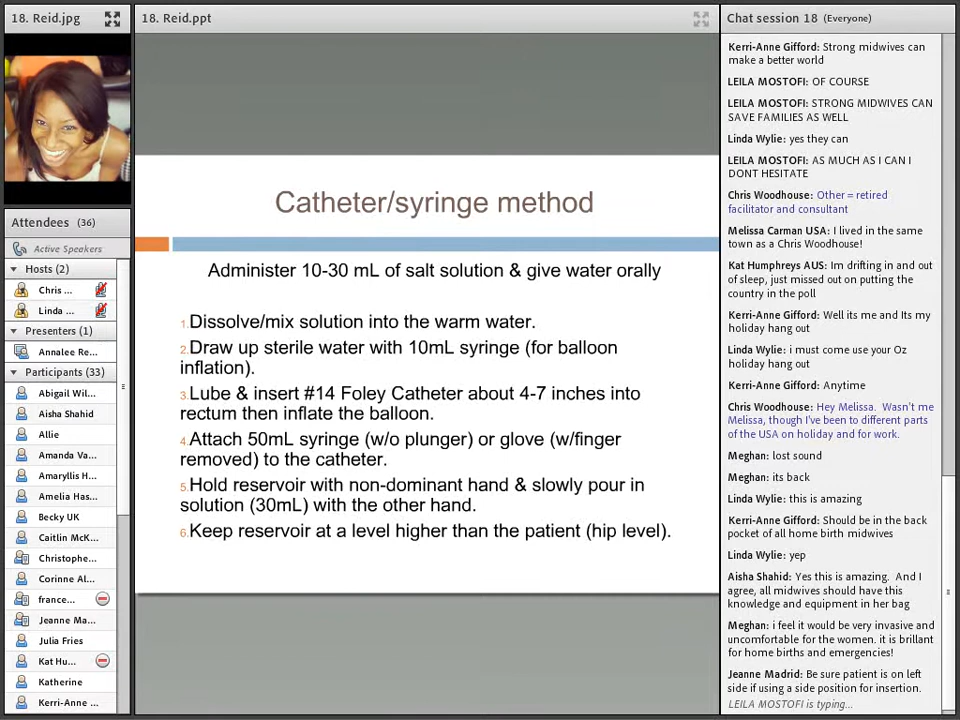 18. Reid.jpg
Attendees (36)
Active Speakers
Hosts (2)
Chris ...
Linda ...
Presenters (1)
Annalee Re...
Participants (33)
Abigail Wil...
Aisha Shahid
Allie
Amanda Va...
Amaryllis H...
Amelia Has...
Becky UK
Caitlin McK...
Christophe...
Corinne Al...
france...
Jeanne Ma...
Julia Fries
Kat Hu...
Katherine
Kerri-Anne ...
18. Reid.ppt
Catheter/syringe method
Administer 10-30 mL of salt solution & give water orally
1.Dissolve/mix solution into the warm water.
2.Draw up sterile water with 10mL syringe (for balloon
inflation).
3.Lube & insert #14 Foley Catheter about 4-7 inches into
rectum then inflate the balloon.
4.Attach 50mL syringe (w/o plunger) or glove (w/finger
removed) to the catheter.
5.Hold reservoir with non-dominant hand & slowly pour in
solution (30mL) with the other hand.
6.Keep reservoir at a level higher than the patient (hip level).
Chat session 18 (Everyone)
Kerri-Anne Gifford: Strong midwives can
make a better world
LEILA MOSTOFI: OF COURSE
LEILA MOSTOFI: STRONG MIDWIVES CAN
SAVE FAMILIES AS WELL
Linda Wylie: yes they can
LEILA MOSTOFI: AS MUCH AS I CAN I
DONT HESITATE
Chris Woodhouse: Other = retired
facilitator and consultant
Melissa Carman USA: I lived in the same
town as a Chris Woodhouse!
Kat Humphreys AUS: Im drifting in and out
of sleep, just missed out on putting the
country in the poll
Kerri-Anne Gifford: Well its me and Its my
holiday hang out
Linda Wylie: i must come use your Oz
holiday hang out
Kerri-Anne Gifford: Anytime
Chris Woodhouse: Hey Melissa. Wasn't me
Melissa, though I've been to different parts
of the USA on holiday and for work.
Meghan: lost sound
Meghan: its back
Linda Wylie: this is amazing
Kerri-Anne Gifford: Should be in the back
pocket of all home birth midwives
Linda Wylie: yep
Aisha Shahid: Yes this is amazing. And I
agree, all midwives should have this
knowledge and equipment in her bag
Meghan: i feel it would be very invasive and
uncomfortable for the women. it is brillant
for home births and emergencies!
Jeanne Madrid: Be sure patient is on left
side if using a side position for insertion.
LEILA MOSTOFI is typing...